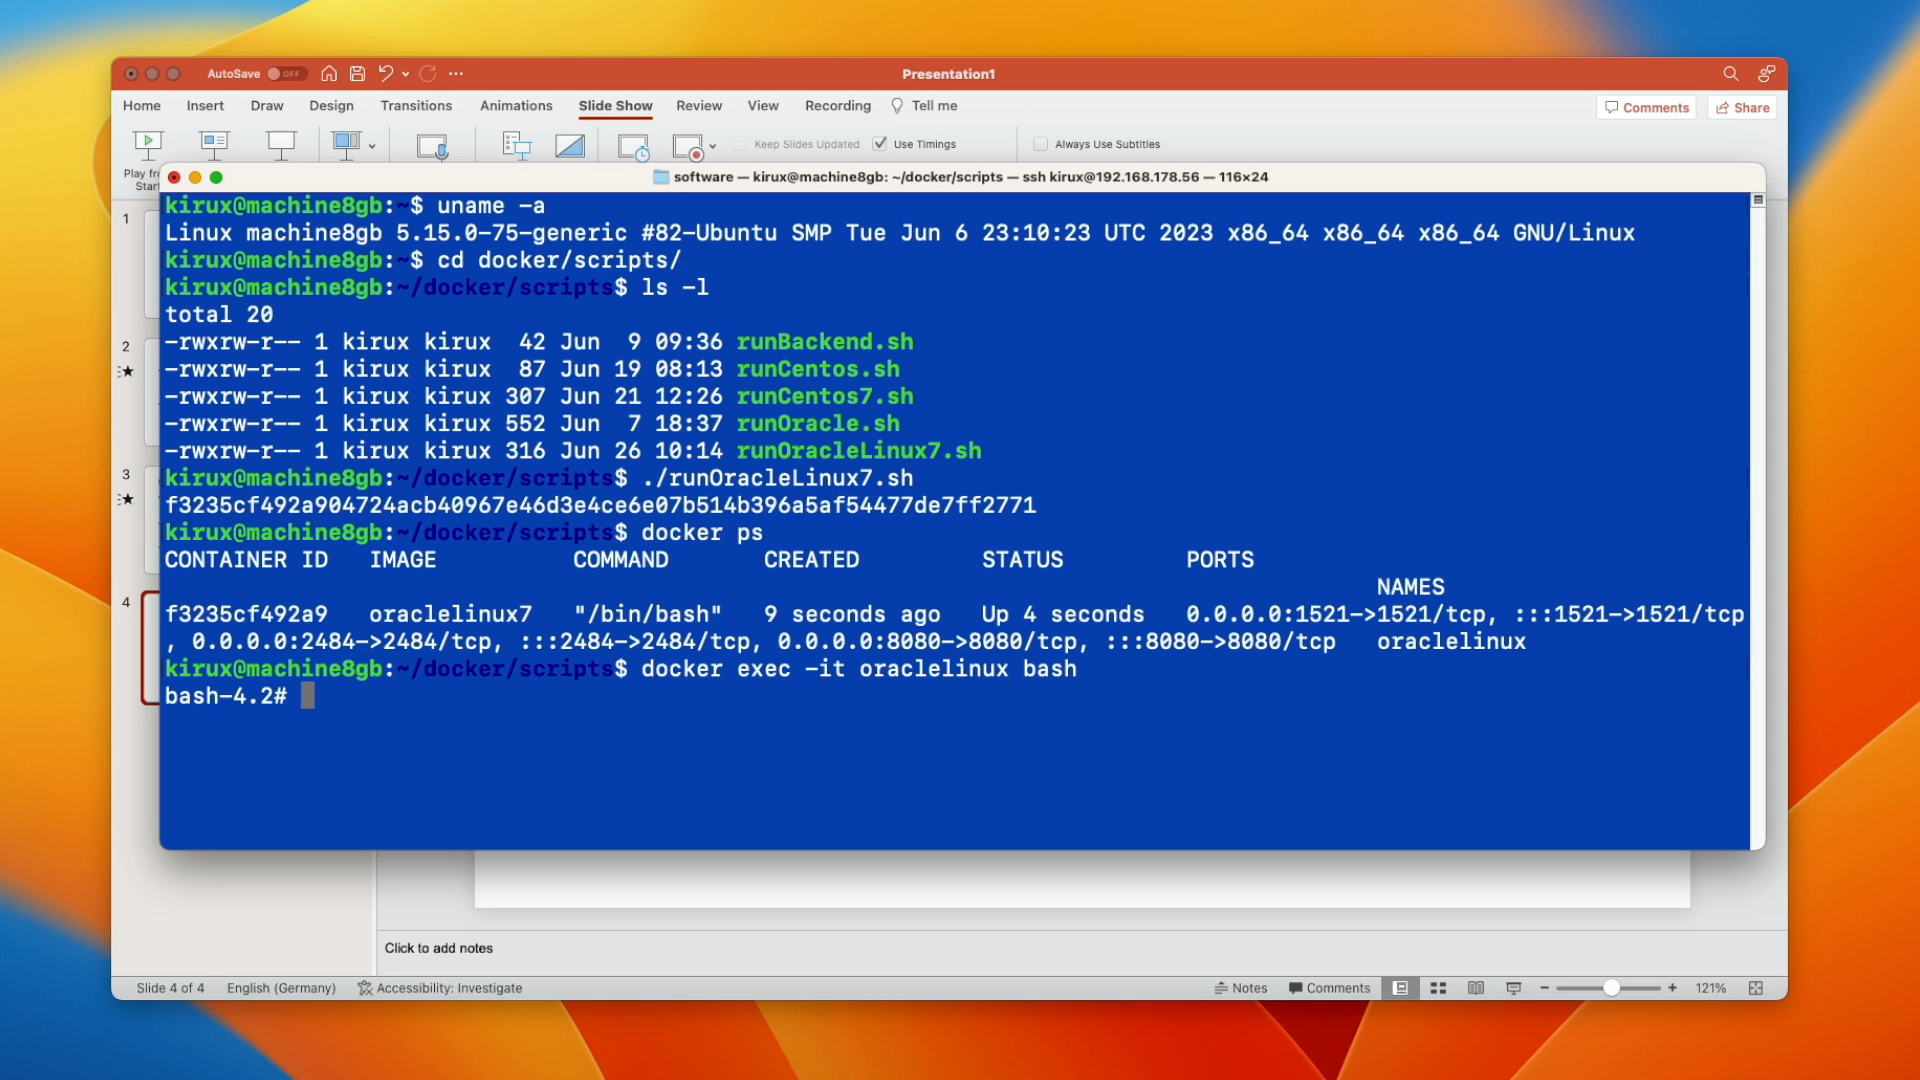 AutoSave OFF
Presentation1
Home Insert Draw Design Transitions Animations Slide Show Review View Recording Tell me
Comments Share
Keep Slides Updated Use Timings Always Use Subtitles
Play fr
Start
software — kirux@machine8gb: ~/docker/scripts — ssh kirux@192.168.178.56 — 116×24
kirux@machine8gb:~$ uname -a
Linux machine8gb 5.15.0-75-generic #82-Ubuntu SMP Tue Jun 6 23:10:23 UTC 2023 x86_64 x86_64 x86_64 GNU/Linux
kirux@machine8gb:~$ cd docker/scripts/
kirux@machine8gb:~/docker/scripts$ ls -l
total 20
-rwxrw-r-- 1 kirux kirux  42 Jun  9 09:36 runBackend.sh
-rwxrw-r-- 1 kirux kirux  87 Jun 19 08:13 runCentos.sh
-rwxrw-r-- 1 kirux kirux 307 Jun 21 12:26 runCentos7.sh
-rwxrw-r-- 1 kirux kirux 552 Jun  7 18:37 runOracle.sh
-rwxrw-r-- 1 kirux kirux 316 Jun 26 10:14 runOracleLinux7.sh
kirux@machine8gb:~/docker/scripts$ ./runOracleLinux7.sh
f3235cf492a904724acb40967e46d3e4ce6e07b514b396a5af54477de7ff2771
kirux@machine8gb:~/docker/scripts$ docker ps
CONTAINER ID   IMAGE          COMMAND       CREATED         STATUS         PORTS
NAMES
f3235cf492a9   oraclelinux7   "/bin/bash"   9 seconds ago   Up 4 seconds   0.0.0.0:1521->1521/tcp, :::1521->1521/tcp
, 0.0.0.0:2484->2484/tcp, :::2484->2484/tcp, 0.0.0.0:8080->8080/tcp, :::8080->8080/tcp   oraclelinux
kirux@machine8gb:~/docker/scripts$ docker exec -it oraclelinux bash
bash-4.2#
1
2
3
4
Click to add notes
Slide 4 of 4 English (Germany) Accessibility: Investigate Notes Comments 121%